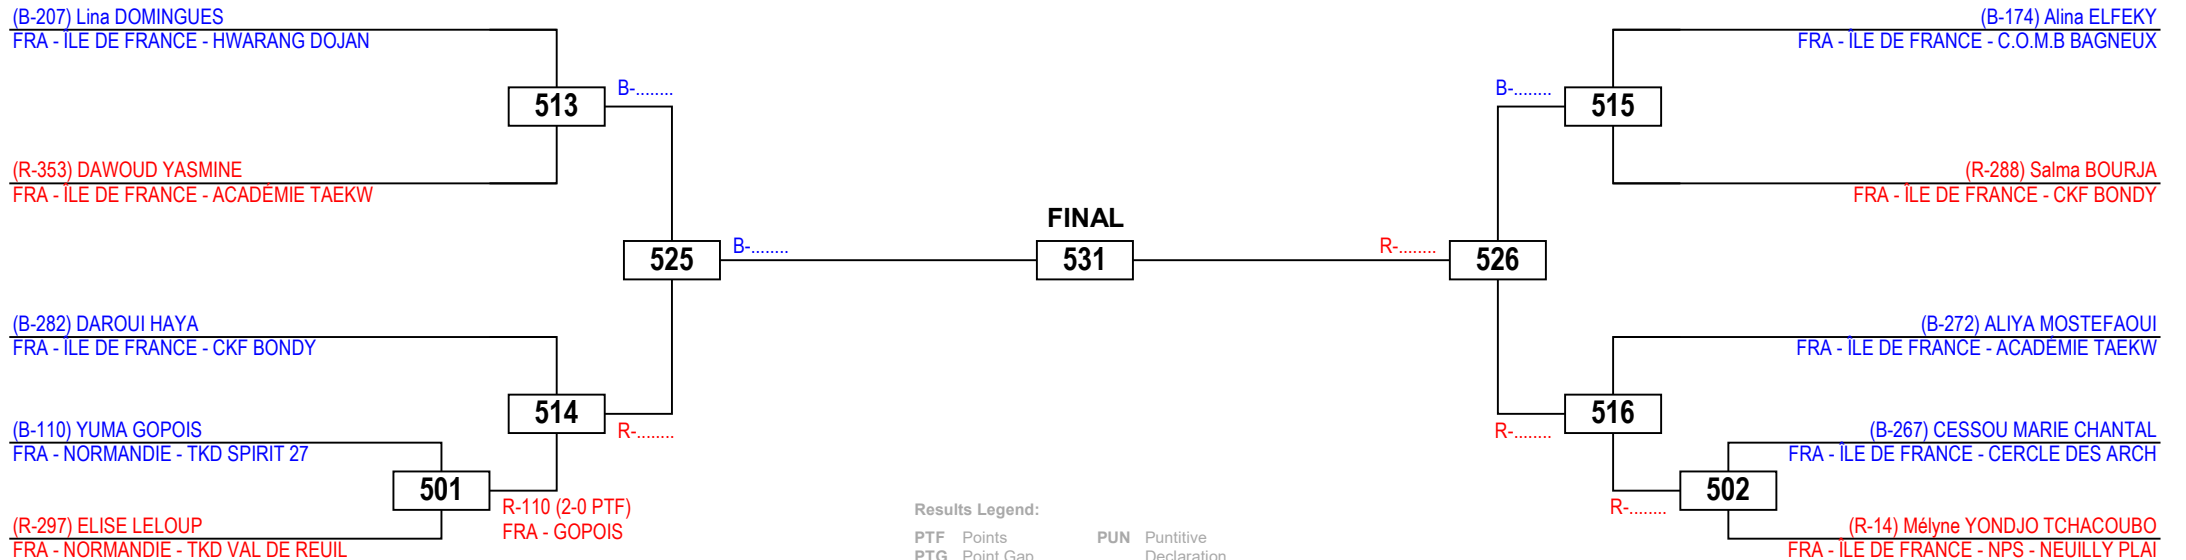 (B-207) Lina DOMINGUES
FRA - ÎLE DE FRANCE - HWARANG DOJAN
513
B-........
(R-353) DAWOUD YASMINE
FRA - ÎLE DE FRANCE - ACADÉMIE TAEKW
525
B-........
(B-282) DAROUI HAYA
FRA - ÎLE DE FRANCE - CKF BONDY
514
R-........
(B-110) YUMA GOPOIS
FRA - NORMANDIE - TKD SPIRIT 27
501
R-110 (2-0 PTF)
FRA - GOPOIS
(R-297) ELISE LELOUP
FRA - NORMANDIE - TKD VAL DE REUIL
FINAL
531
(B-174) Alina ELFEKY
FRA - ÎLE DE FRANCE - C.O.M.B BAGNEUX
B-........
515
(R-288) Salma BOURJA
FRA - ÎLE DE FRANCE - CKF BONDY
R-........
526
(B-272) ALIYA MOSTEFAOUI
FRA - ÎLE DE FRANCE - ACADÉMIE TAEKW
516
R-........
(B-267) CESSOU MARIE CHANTAL
FRA - ÎLE DE FRANCE - CERCLE DES ARCH
502
R-........
(R-14) Mélyne YONDJO TCHACOUBO
FRA - ÎLE DE FRANCE - NPS - NEUILLY PLAI
Results Legend:
PTF Points PUN Puntitive
PTG Point Gap Declaration